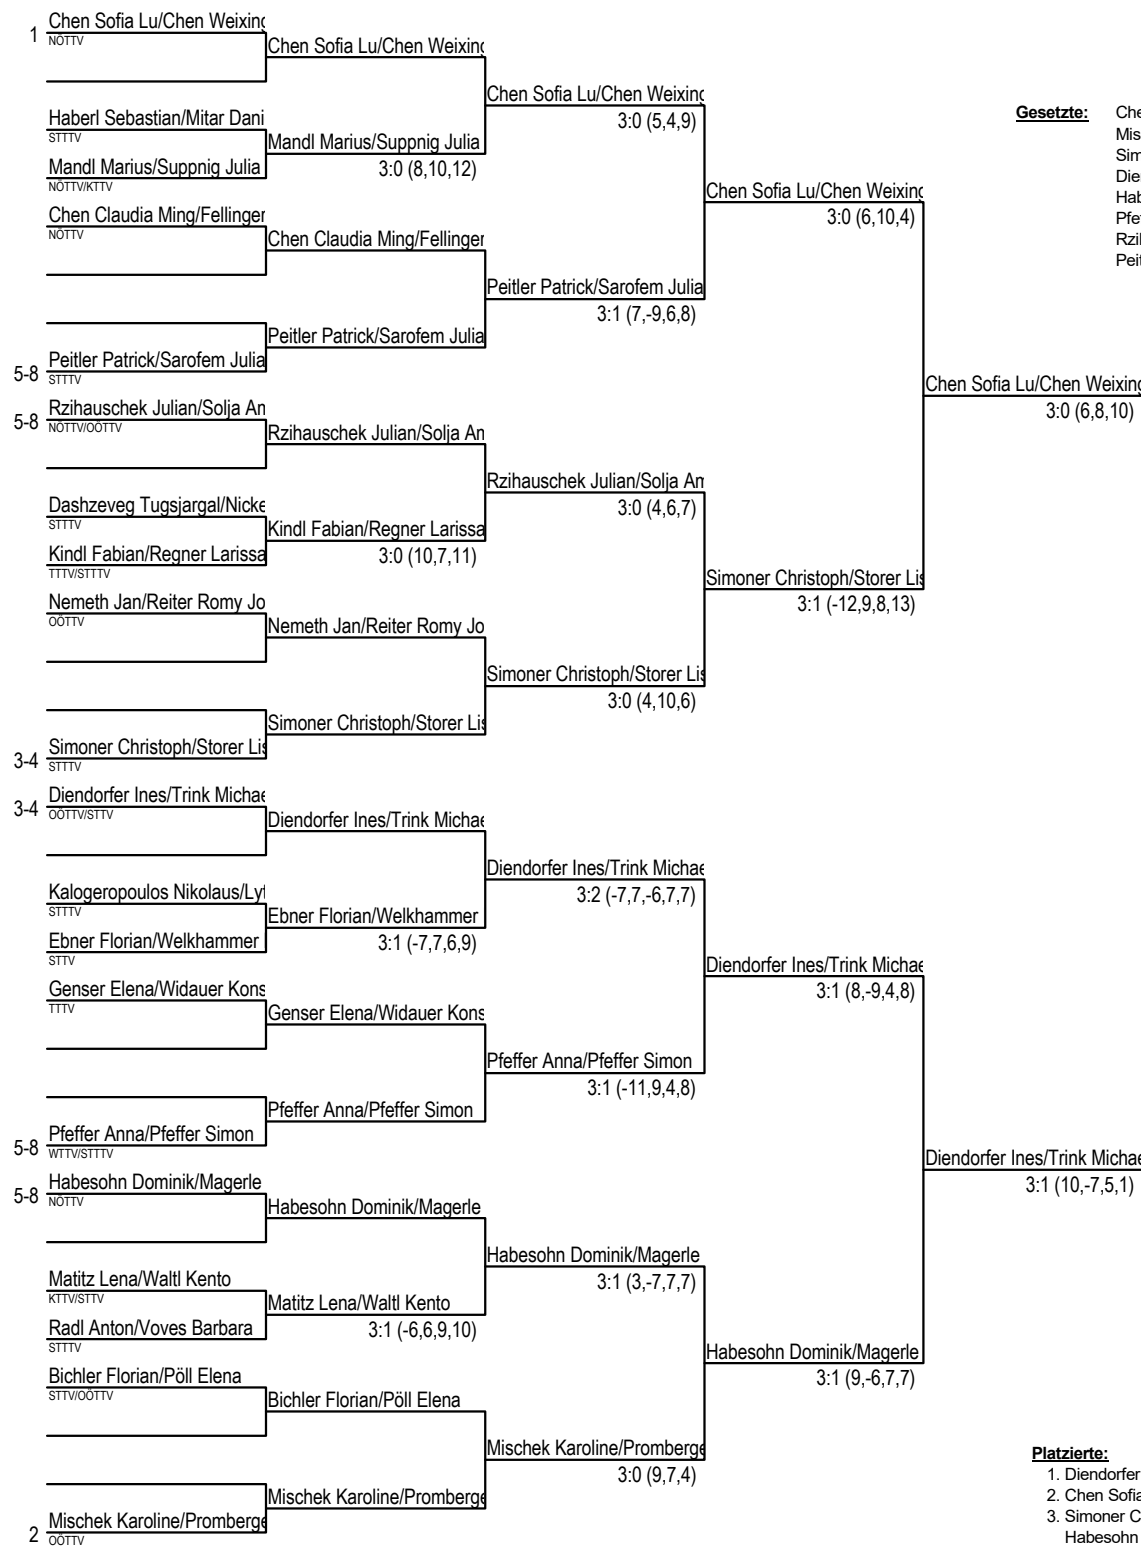 1 Chen Sofia Lu/Chen Weixing
NÖTTV
Haberl Sebastian/Mitar Dani
STTTV
Mandl Marius/Suppnig Julia
NÖTTV/KTTV
Chen Claudia Ming/Fellinger
NÖTTV
5-8 Peitler Patrick/Sarofem Julia
STTTV
5-8 Rzihauschek Julian/Solja Am
NÖTTV/OÖTTV
Dashzeveg Tugsjargal/Nicke
STTTV
Kindl Fabian/Regner Larissa
TTTV/STTTV
Nemeth Jan/Reiter Romy Jo
OÖTTV
3-4 Simoner Christoph/Storer Lis
STTTV
3-4 Diendorfer Ines/Trink Michae
OÖTTV/STTV
Kalogeropoulos Nikolaus/Lyt
STTTV
Ebner Florian/Welkhammer
STTV
Genser Elena/Widauer Kons
TTTV
5-8 Pfeffer Anna/Pfeffer Simon
WTTV/STTTV
5-8 Habesohn Dominik/Magerle
NÖTTV
Matitz Lena/Waltl Kento
KTTV/STTV
Radl Anton/Voves Barbara
STTTV
Bichler Florian/Pöll Elena
STTV/OÖTTV
2 Mischek Karoline/Promberge
OÖTTV
Chen Sofia Lu/Chen Weixing
Mandl Marius/Suppnig Julia
3:0 (8,10,12)
Chen Claudia Ming/Fellinger
Peitler Patrick/Sarofem Julia
Rzihauschek Julian/Solja Am
Kindl Fabian/Regner Larissa
3:0 (10,7,11)
Nemeth Jan/Reiter Romy Jo
Simoner Christoph/Storer Lis
Diendorfer Ines/Trink Michae
Ebner Florian/Welkhammer
3:1 (-7,7,6,9)
Genser Elena/Widauer Kons
Pfeffer Anna/Pfeffer Simon
Habesohn Dominik/Magerle
Matitz Lena/Waltl Kento
3:1 (-6,6,9,10)
Bichler Florian/Pöll Elena
Mischek Karoline/Promberge
Chen Sofia Lu/Chen Weixing
3:0 (5,4,9)
Peitler Patrick/Sarofem Julia
3:1 (7,-9,6,8)
Rzihauschek Julian/Solja Am
3:0 (4,6,7)
Simoner Christoph/Storer Lis
3:0 (4,10,6)
Diendorfer Ines/Trink Michae
3:2 (-7,7,-6,7,7)
Pfeffer Anna/Pfeffer Simon
3:1 (-11,9,4,8)
Habesohn Dominik/Magerle
3:1 (3,-7,7,7)
Mischek Karoline/Promberge
3:0 (9,7,4)
Chen Sofia Lu/Chen Weixing
3:0 (6,10,4)
Simoner Christoph/Storer Lis
3:1 (-12,9,8,13)
Diendorfer Ines/Trink Michae
3:1 (8,-9,4,8)
Habesohn Dominik/Magerle
3:1 (9,-6,7,7)
Chen Sofia Lu/Chen Weixing
3:0 (6,8,10)
Diendorfer Ines/Trink Michae
3:1 (10,-7,5,1)
Gesetzte: Che
Mis
Sim
Die
Hab
Pfe
Rzi
Peit
Platzierte:
1. Diendorfer
2. Chen Sofia
3. Simoner C
Habesohn